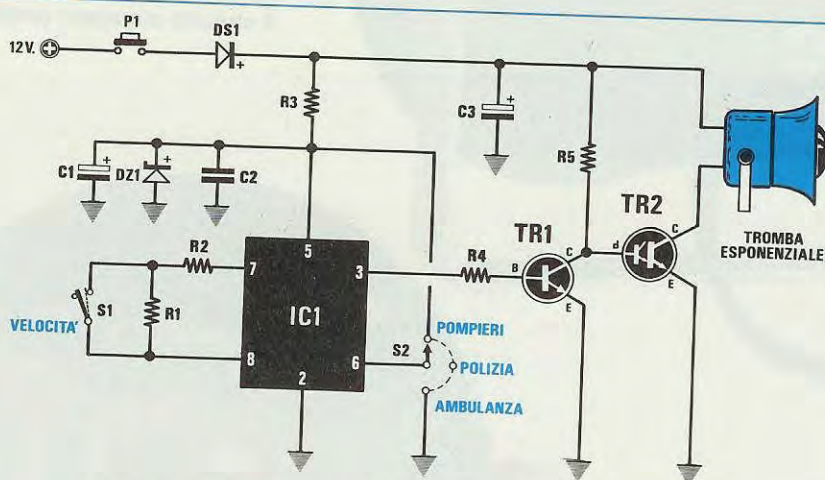 P1
DS1
12V.
+
R3
C3
+
R5
C1
+
DZ1
+
C2
TR1
TR2
TROMBA
ESPONENZIALE
R2
R4
B
C
E
d
C
E
5
7
3
IC1
8
6
2
S1
R1
VELOCITA'
S2
POMPIERI
POLIZIA
AMBULANZA